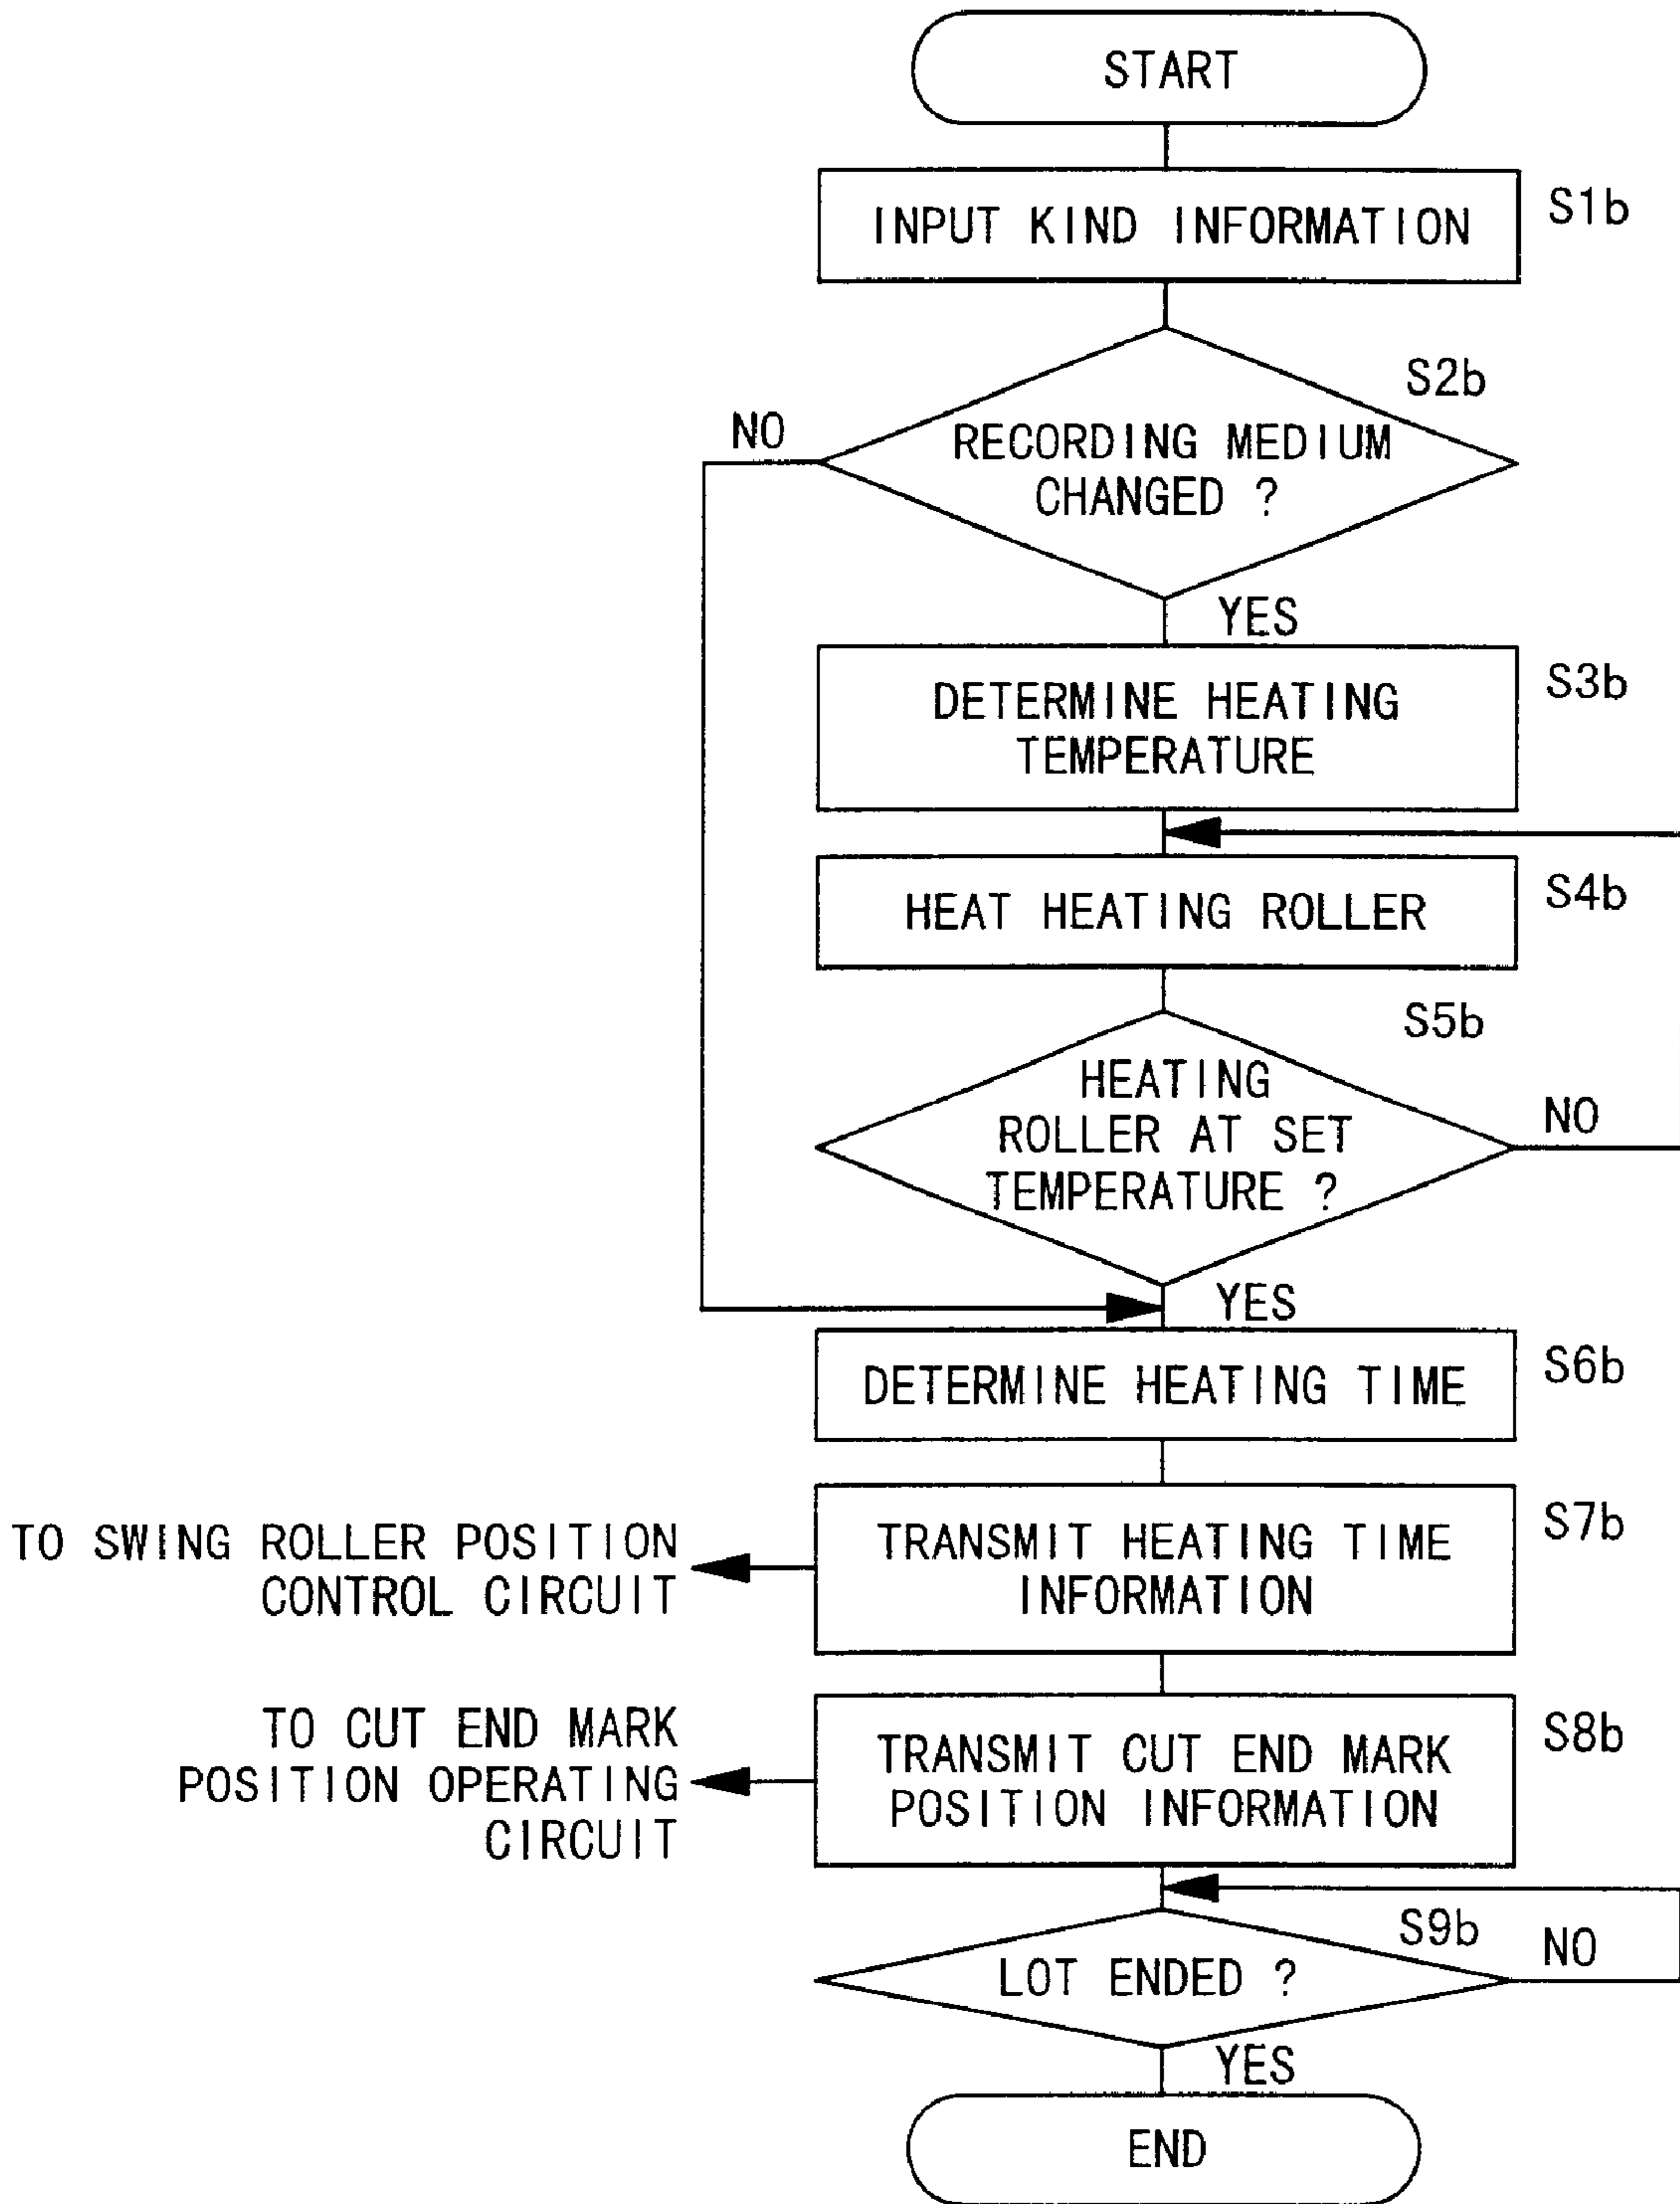 START
INPUT KIND INFORMATION
S1b
S2b
NO
RECORDING MEDIUM
CHANGED ?
YES
DETERMINE HEATING
TEMPERATURE
S3b
HEAT HEATING ROLLER
S4b
S5b
HEATING
ROLLER AT SET
TEMPERATURE ?
NO
YES
DETERMINE HEATING TIME
S6b
TO SWING ROLLER POSITION
CONTROL CIRCUIT
TRANSMIT HEATING TIME
INFORMATION
S7b
TO CUT END MARK
POSITION OPERATING
CIRCUIT
TRANSMIT CUT END MARK
POSITION INFORMATION
S8b
S9b
LOT ENDED ?
NO
YES
END